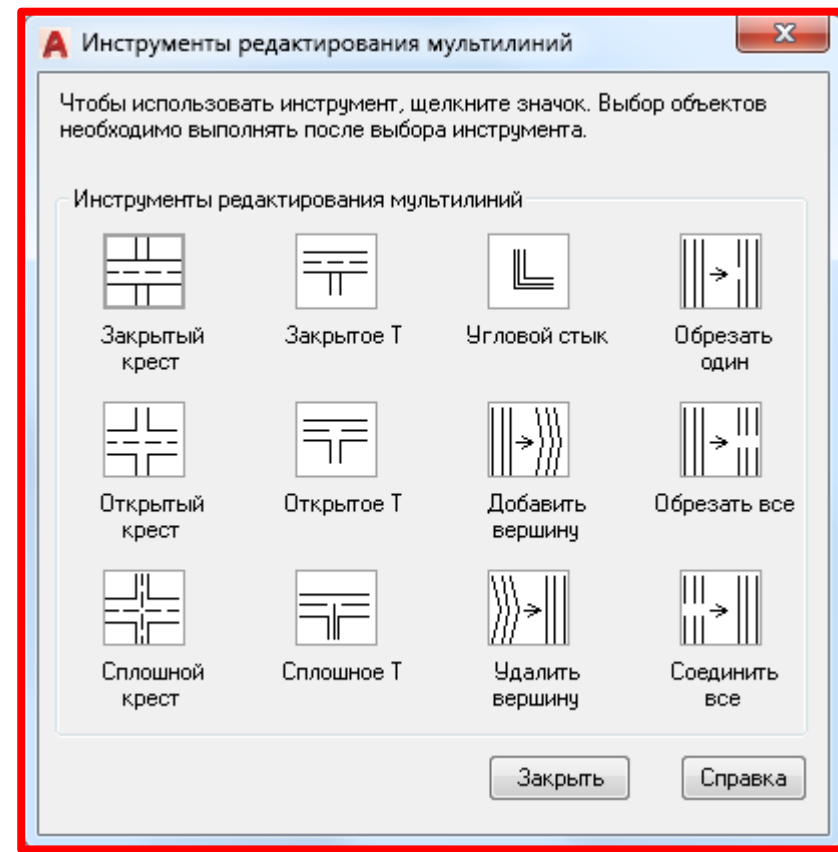 Инструменты редактирования мультилиний
Чтобы использовать инструмент, щелкните значок. Выбор объектов
необходимо выполнять после выбора инструмента.
Инструменты редактирования мультилиний
Закрытый
крест
Закрытое Т
Угловой стык
Обрезать
один
Открытый
крест
Открытое Т
Добавить
вершину
Обрезать все
Сплошной
крест
Сплошное Т
Удалить
вершину
Соединить
все
Закрыть
Справка